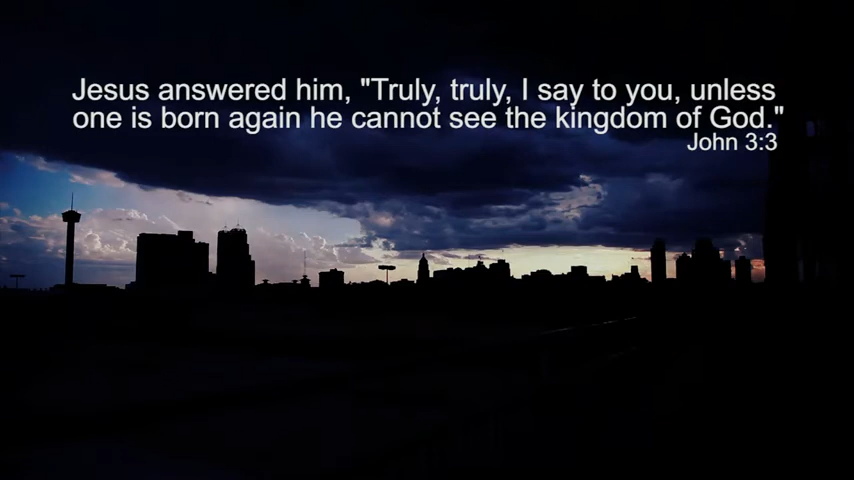 Jesus answered him, "Truly, truly, I say to you, unless
one is born again he cannot see the kingdom of God."
John 3:3